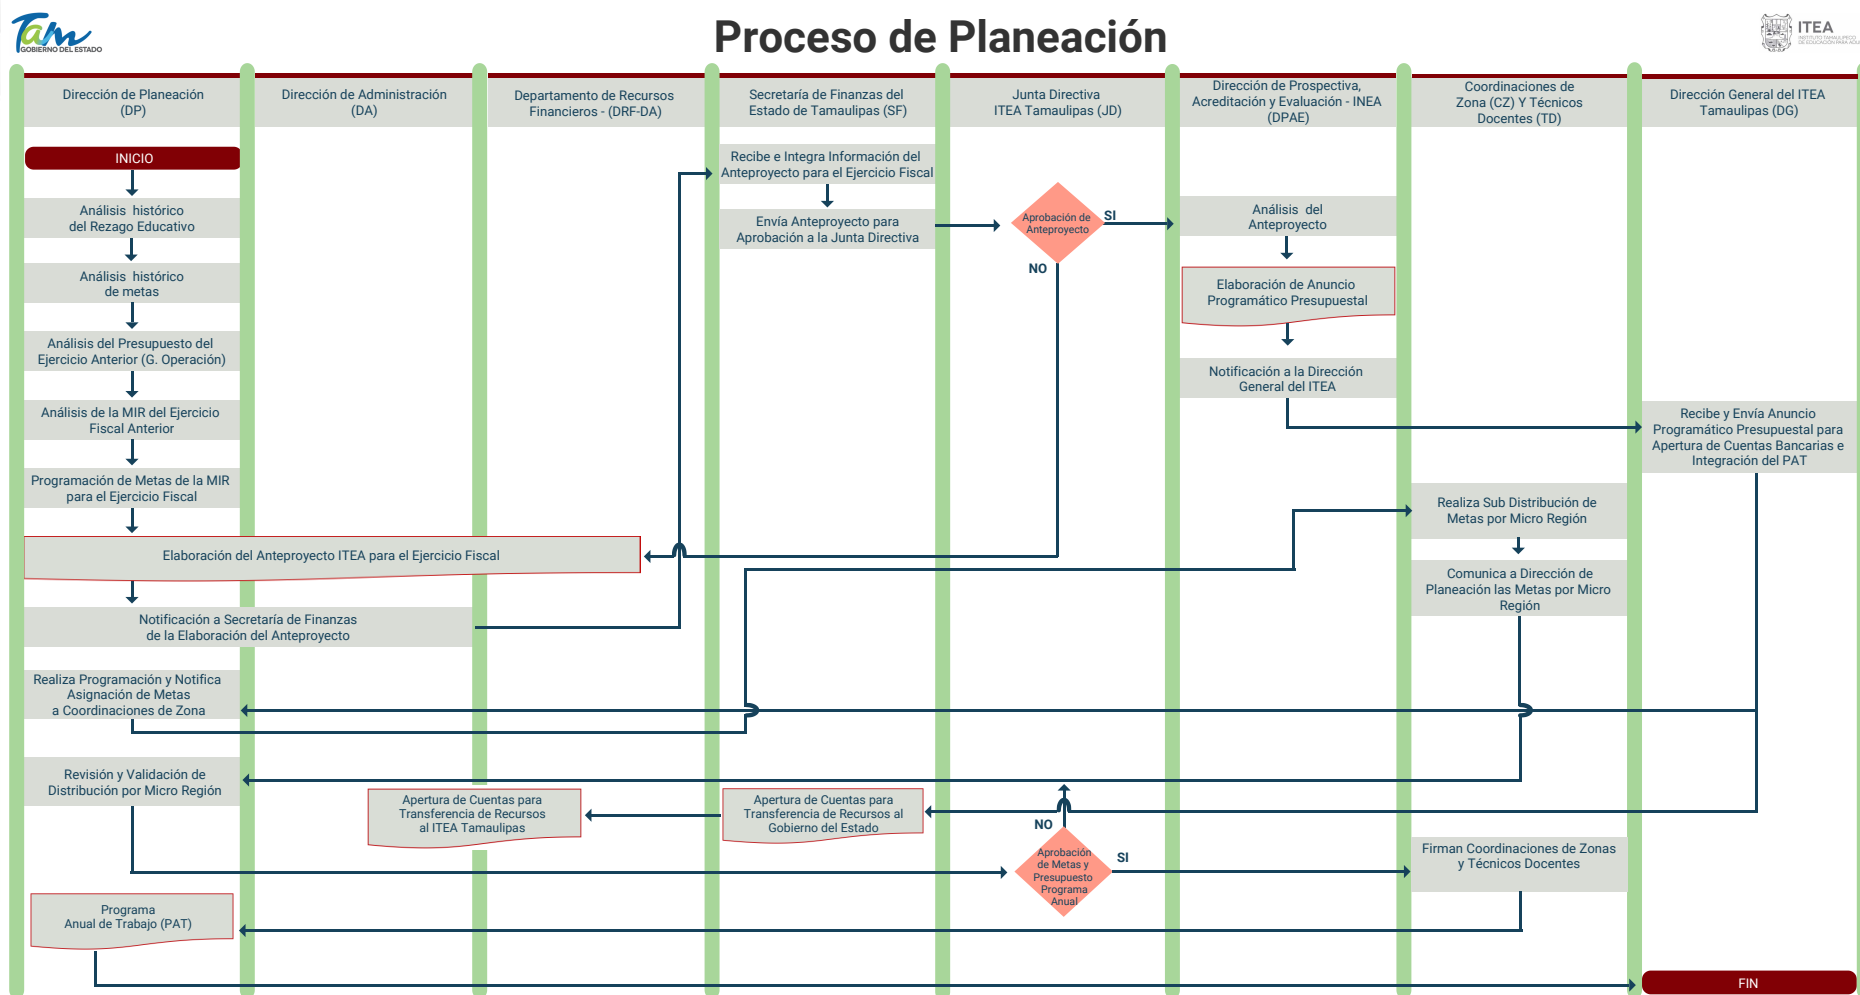 Tam
GOBIERNO DEL ESTADO
Proceso de Planeación
ITEA
INSTITUTO TAMAULIPECO
Dirección de Planeación
(DP)
Dirección de Administración
(DA)
Departamento de Recursos
Financieros - (DRF-DA)
Secretaría de Finanzas del
Estado de Tamaulipas (SF)
Junta Directiva
ITEA Tamaulipas (JD)
Dirección de Prospectiva,
Acreditación y Evaluación - INEA
(DPAE)
Coordinaciones de
Zona (CZ) Y Técnicos
Docentes (TD)
Dirección General del ITEA
Tamaulipas (DG)
INICIO
Análisis histórico
del Rezago Educativo
Análisis histórico
de metas
Análisis del Presupuesto del
Ejercicio Anterior (G. Operación)
Análisis de la MIR del Ejercicio
Fiscal Anterior
Programación de Metas de la MIR
para el Ejercicio Fiscal
Elaboración del Anteproyecto ITEA para el Ejercicio Fiscal
Notificación a Secretaría de Finanzas
de la Elaboración del Anteproyecto
Recibe e Integra Información del
Anteproyecto para el Ejercicio Fiscal
Envía Anteproyecto para
Aprobación a la Junta Directiva
Aprobación de
Anteproyecto
SI
NO
Análisis del
Anteproyecto
Elaboración de Anuncio
Programático Presupuestal
Notificación a la Dirección
General del ITEA
Recibe y Envía Anuncio
Programático Presupuestal para
Apertura de Cuentas Bancarias e
Integración del PAT
Realiza Programación y Notifica
Asignación de Metas
a Coordinaciones de Zona
Realiza Sub Distribución de
Metas por Micro Región
Comunica a Dirección de
Planeación las Metas por Micro
Región
Revisión y Validación de
Distribución por Micro Región
Apertura de Cuentas para
Transferencia de Recursos
al ITEA Tamaulipas
Apertura de Cuentas para
Transferencia de Recursos al
Gobierno del Estado
NO
Aprobación
de Metas y
Presupuesto
Programa
Anual
SI
Firman Coordinaciones de Zonas
y Técnicos Docentes
Programa
Anual de Trabajo (PAT)
FIN